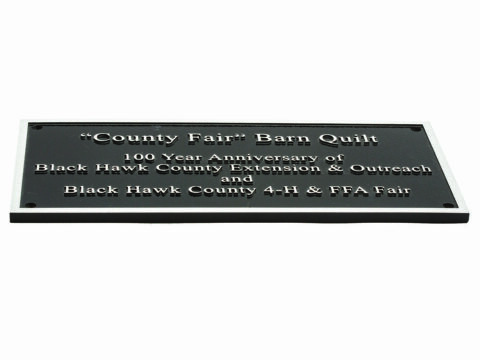 “County Fair” Barn Quilt
100 Year Anniversary of
Black Hawk County Extension & Outreach
and
Black Hawk County 4-H & FFA Fair